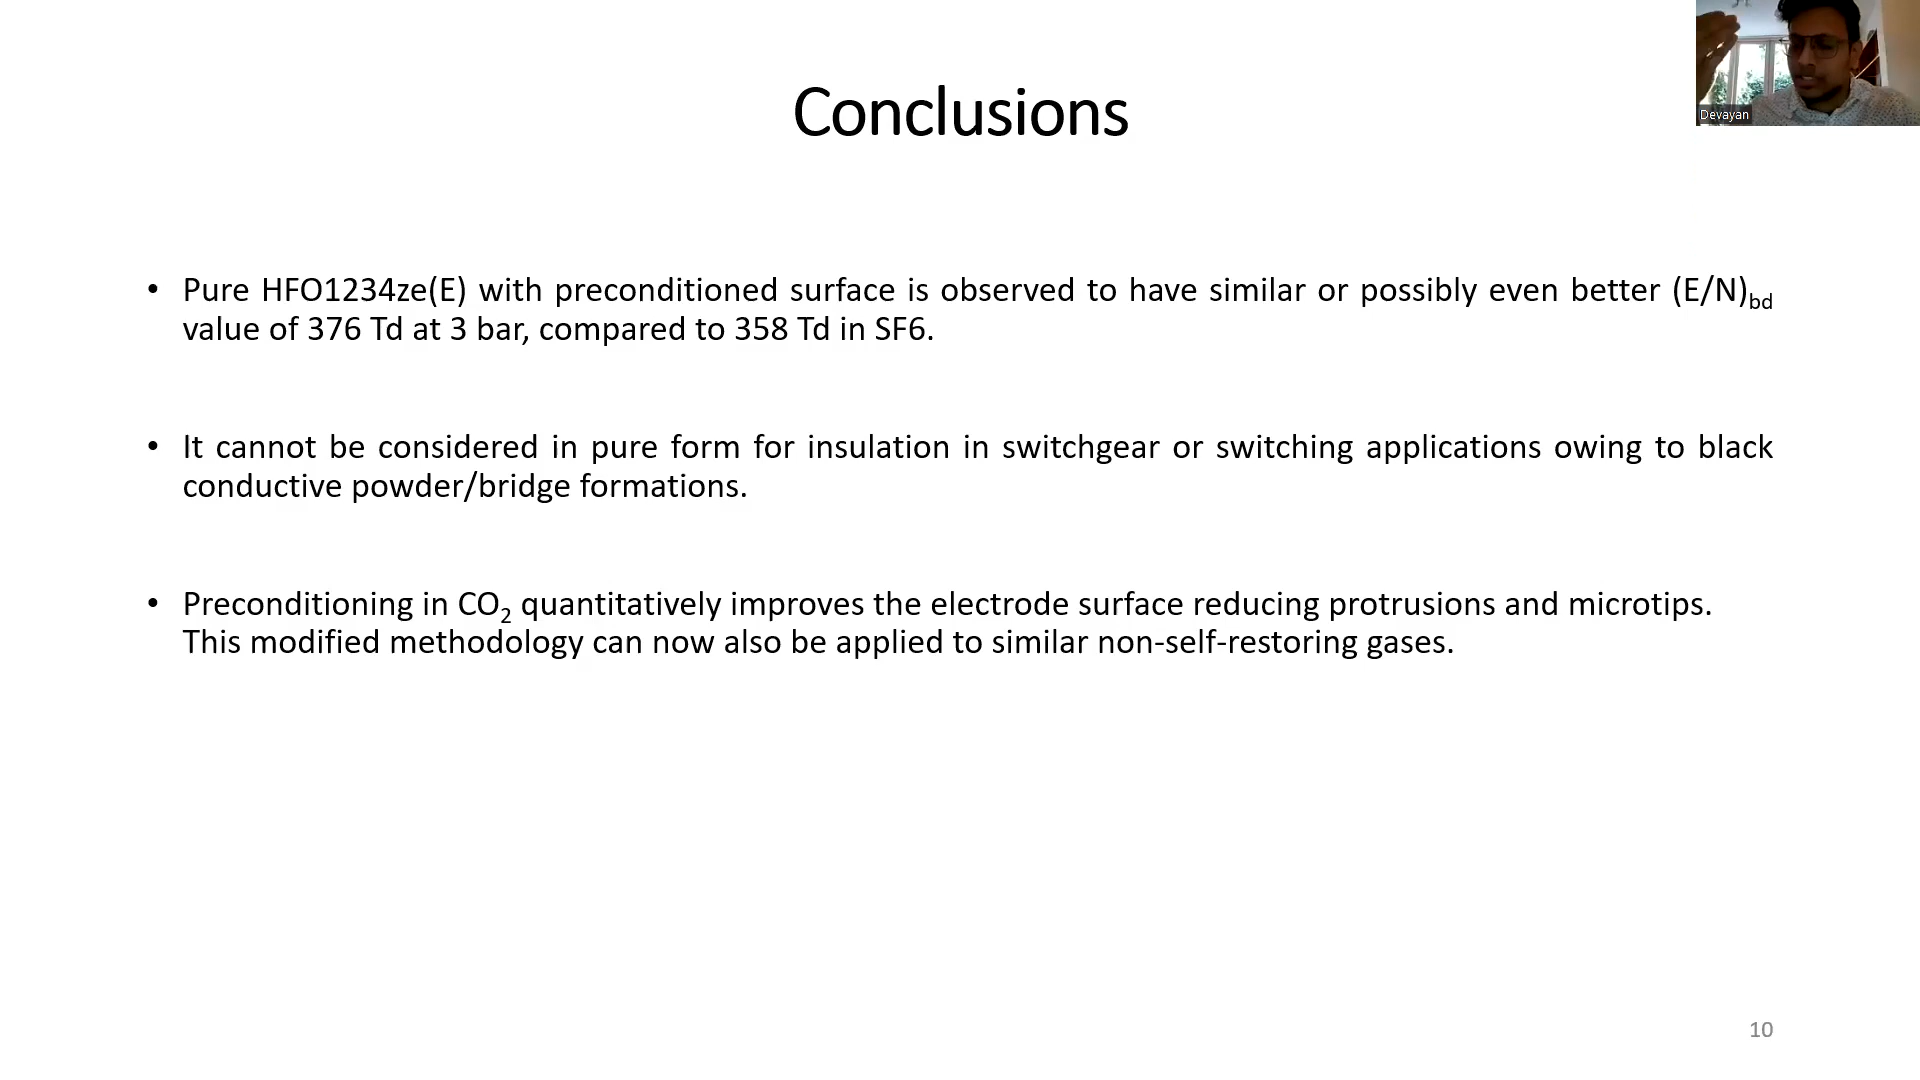 Devayan
Conclusions
• Pure HFO1234ze(E) with preconditioned surface is observed to have similar or possibly even better (E/N)bd
value of 376 Td at 3 bar, compared to 358 Td in SF6.
• It cannot be considered in pure form for insulation in switchgear or switching applications owing to black
conductive powder/bridge formations.
• Preconditioning in CO2 quantitatively improves the electrode surface reducing protrusions and microtips.
This modified methodology can now also be applied to similar non-self-restoring gases.
10